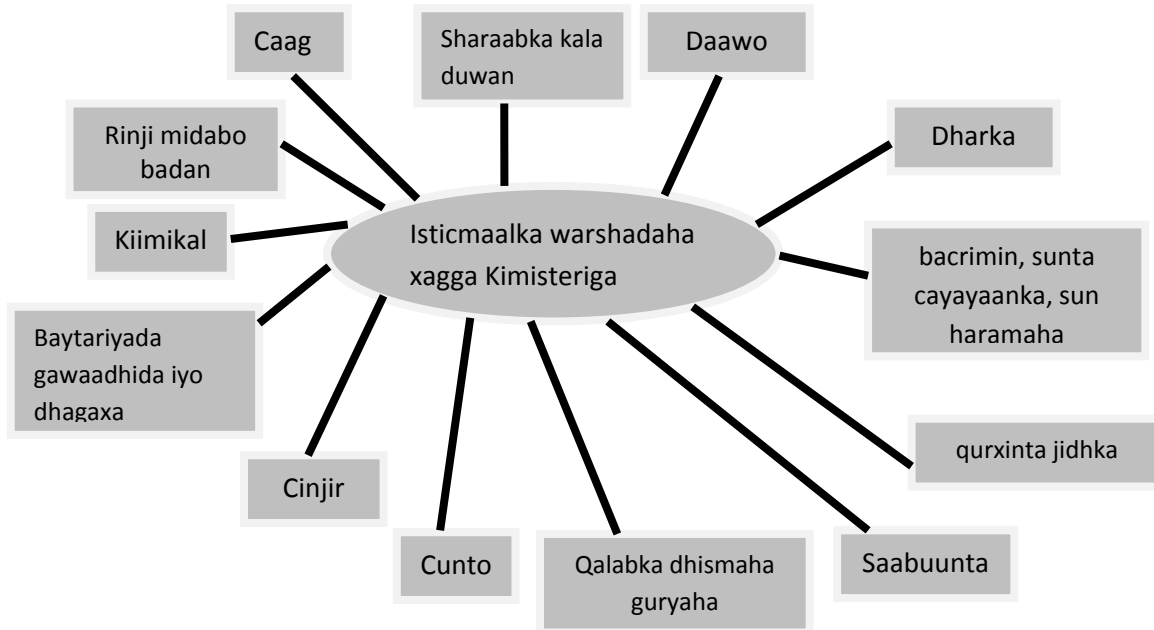 Caag
Sharaabka kala
duwan
Daawo
Rinji midabo
badan
Dharka
Kiimikal
Isticmaalka warshadaha
xagga Kimisteriga
bacrimin, sunta
cayayaanka, sun
haramaha
Baytariyada
gawaadhida iyo
dhagaxa
qurxinta jidhka
Cinjir
Cunto
Qalabka dhismaha
guryaha
Saabuunta